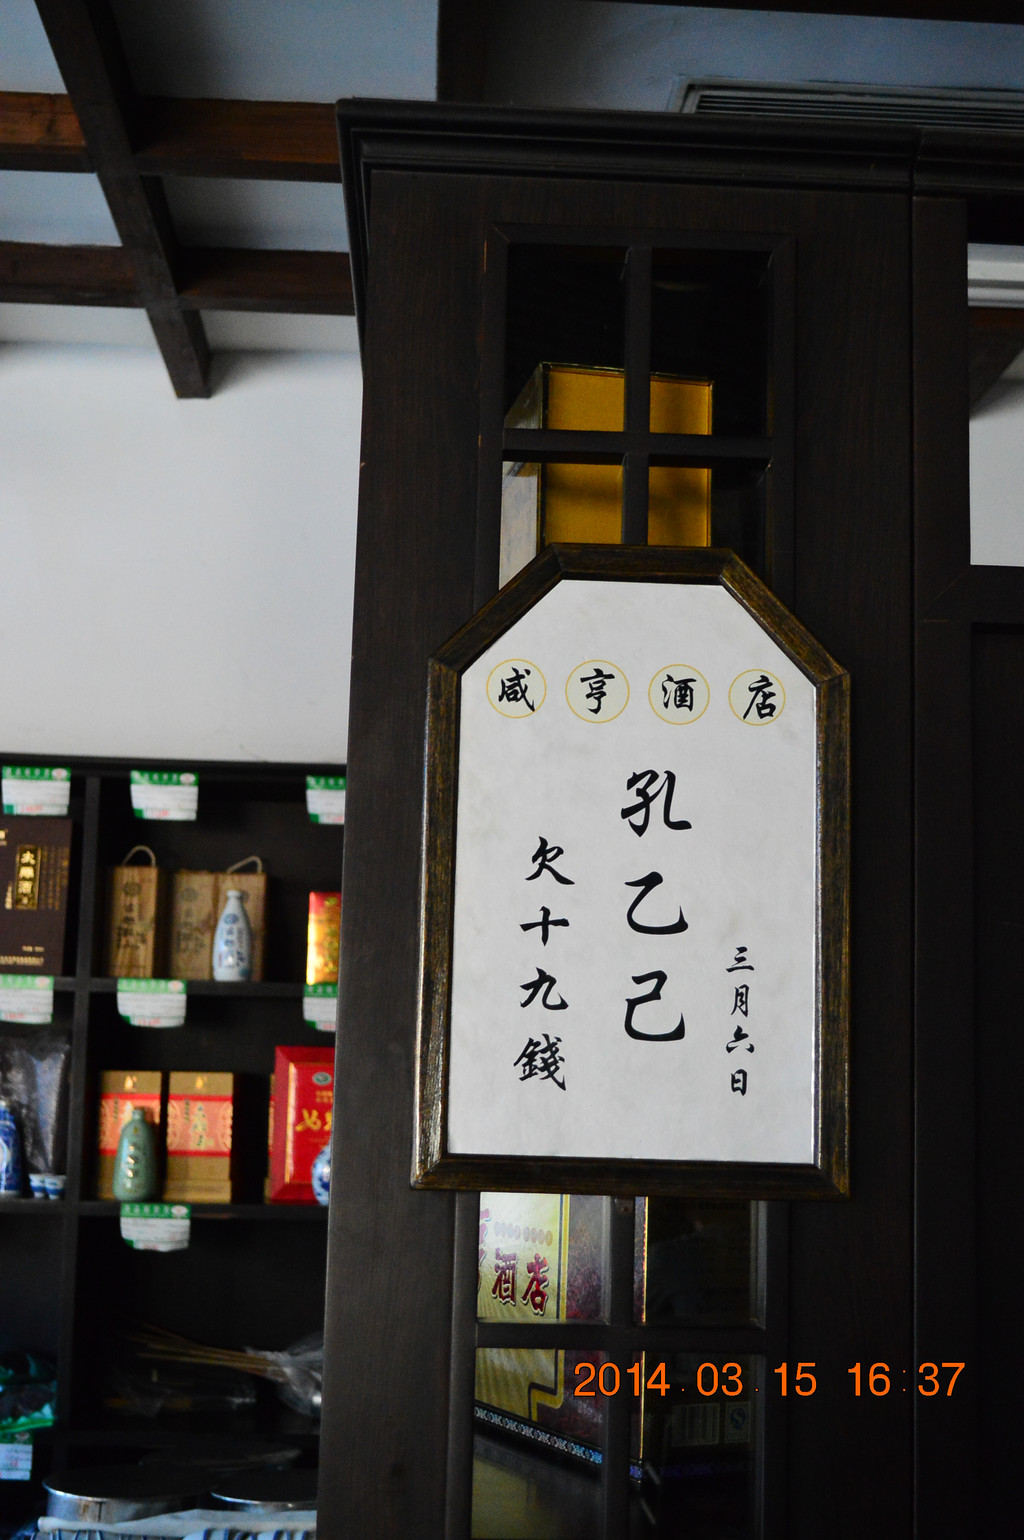 咸亨酒店
三月六日
孔乙己
欠十九錢
酒店
2014.03.15 16:37